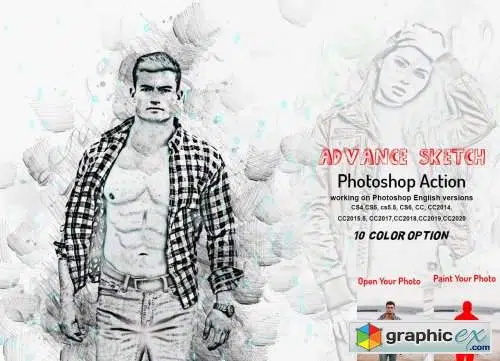 ADVANCE SKETCH
Photoshop Action
working on Photoshop English versions
CS4,CS5, cs5.5, CS6, CC, CC2014,
CC2015.5, CC2017,CC2018,CC2019,CC2020
10 COLOR OPTION
Open Your Photo
Paint Your Photo
graphicex
.com